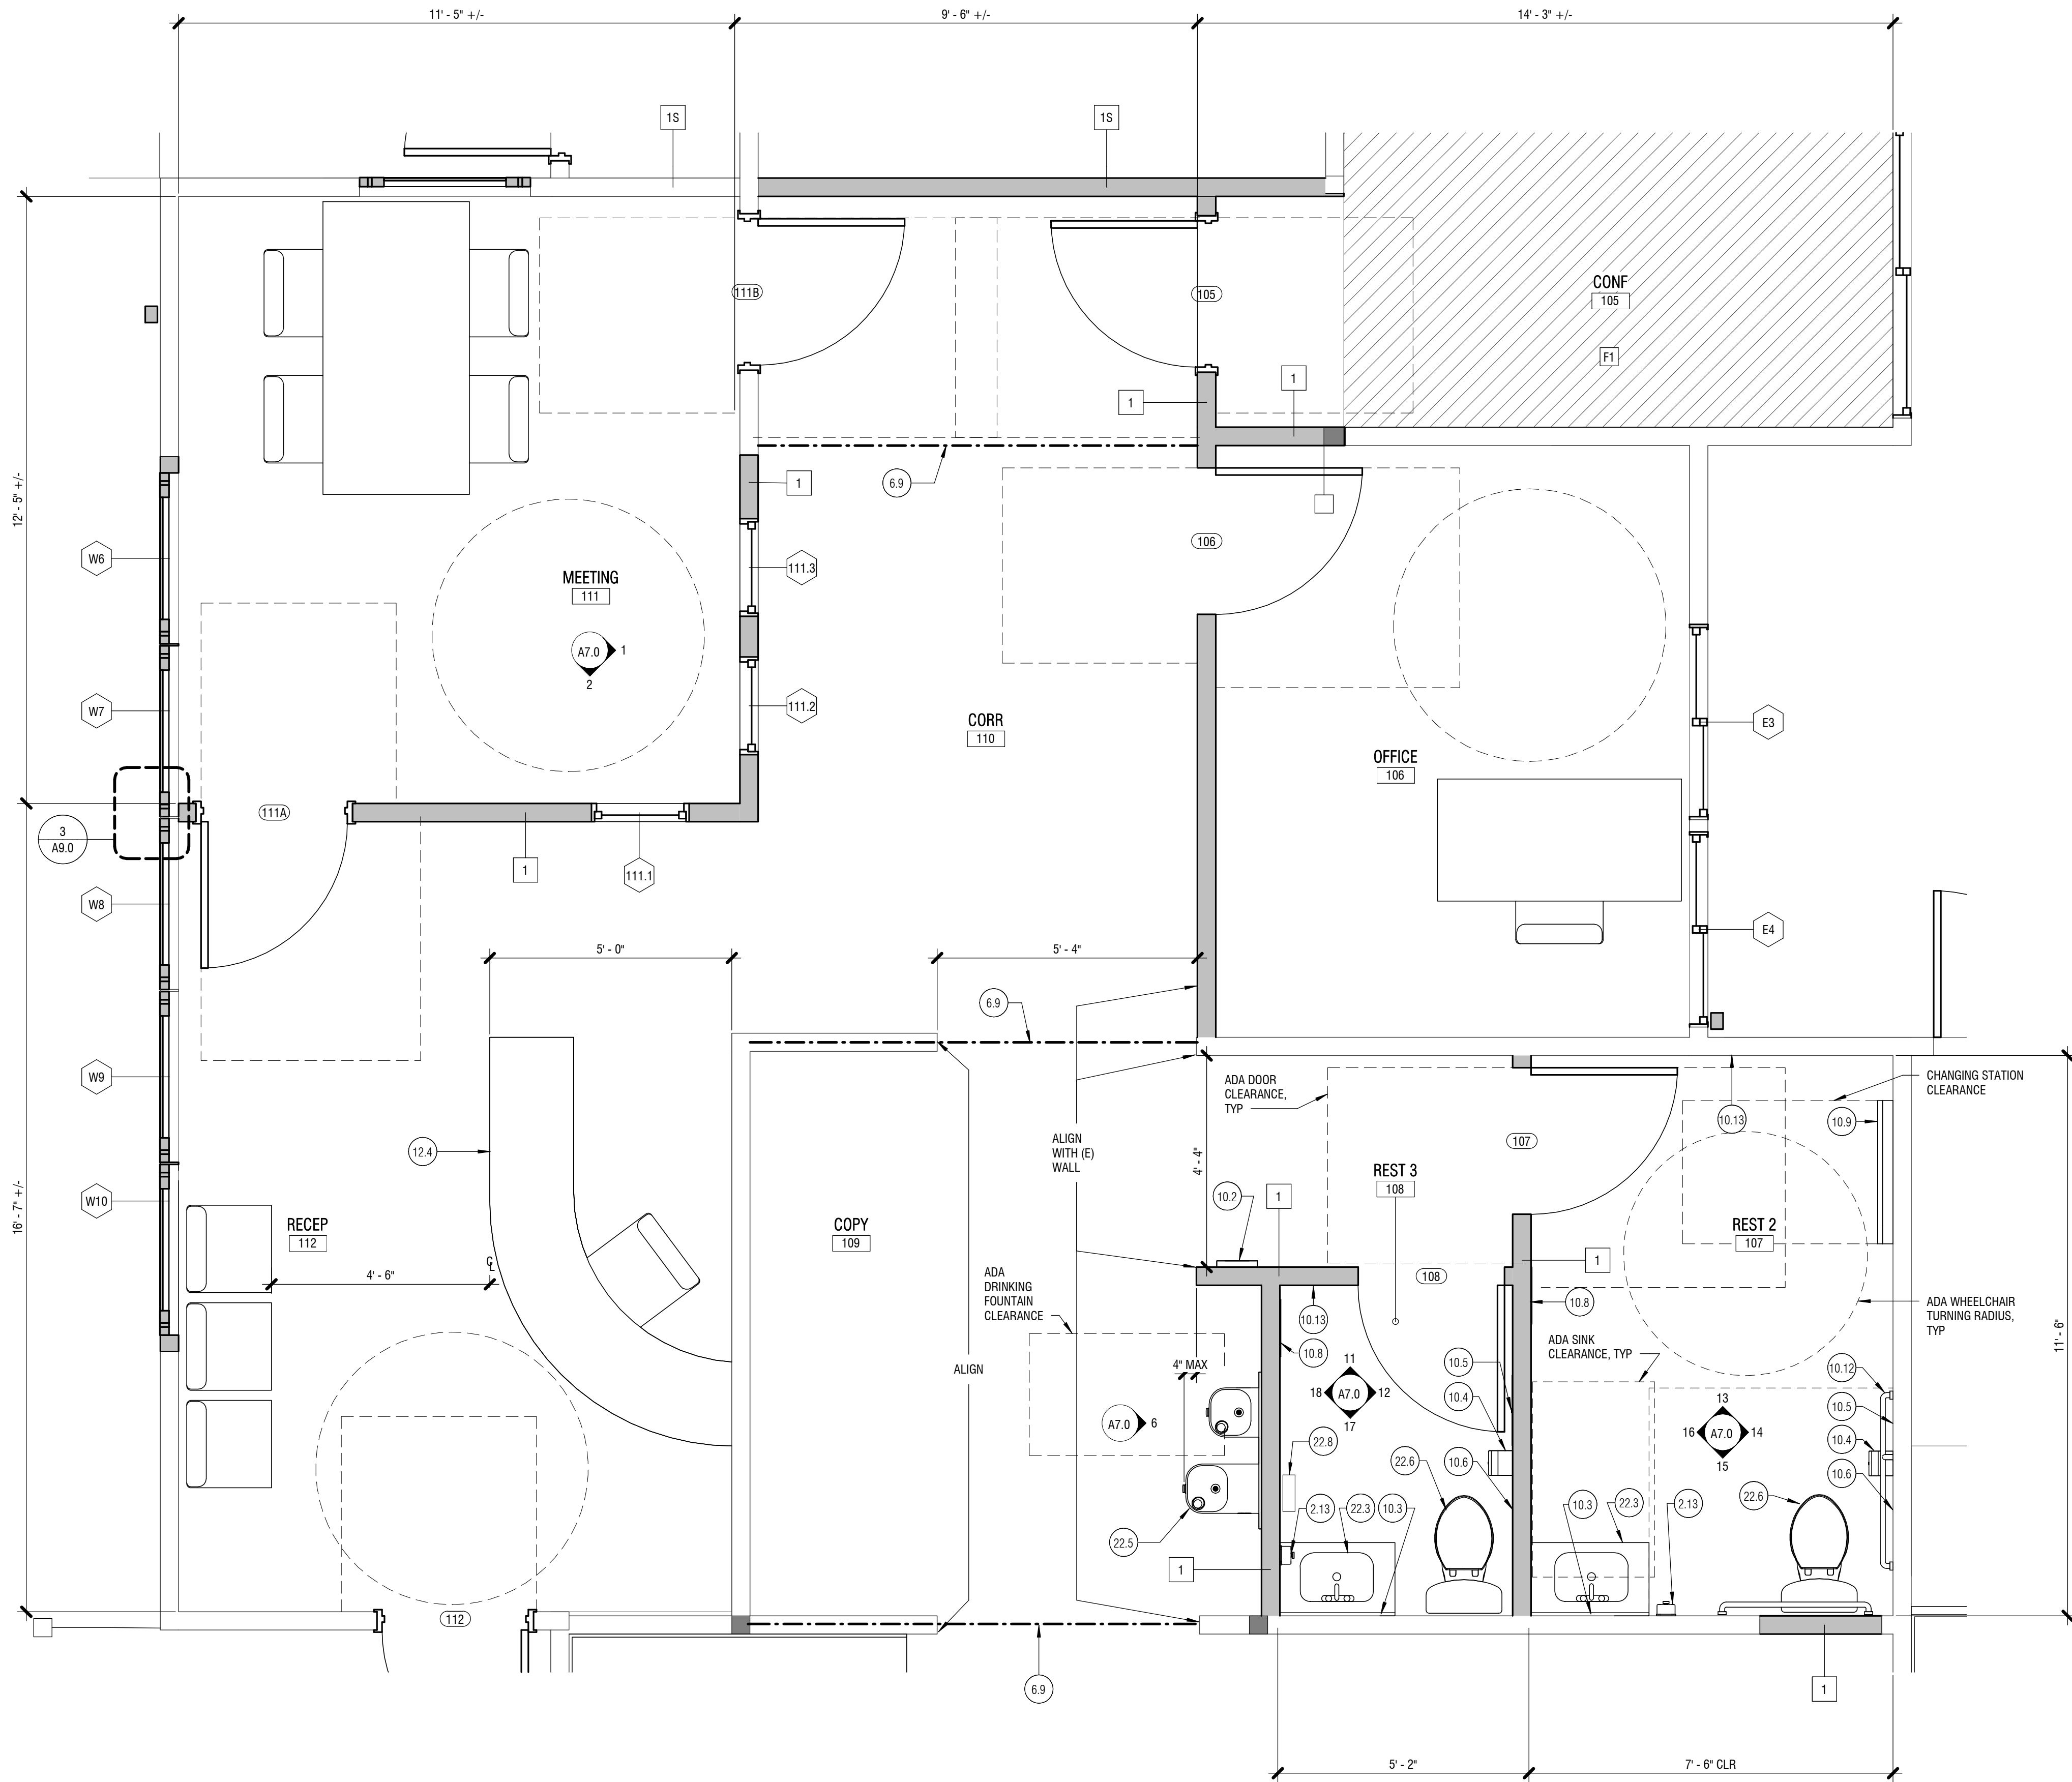 11' - 5" +/-
9' - 6" +/-
14' - 3" +/-
1S
1S
CONF
105
F1
111B
105
1
1
12' - 5" +/-
6.9
1
W6
106
111.3
MEETING
111
A7.0
1
2
W7
111.2
CORR
110
E3
OFFICE
106
111A
3
A9.0
1
111.1
W8
E4
5' - 0"
5' - 4"
6.9
W9
ADA DOOR
CLEARANCE,
TYP
CHANGING STATION
CLEARANCE
10.13
10.9
12.4
ALIGN
WITH (E)
WALL
4' - 4"
107
REST 3
108
W10
16' - 7" +/-
RECEP
112
COPY
109
10.2
1
REST 2
107
CL
4' - 6"
ADA
DRINKING
FOUNTAIN
CLEARANCE
108
1
10.13
10.8
ADA WHEELCHAIR
TURNING RADIUS,
TYP
11' - 6"
10.8
ADA SINK
CLEARANCE, TYP
4" MAX
ALIGN
11
18
A7.0
12
17
10.5
10.4
10.12
10.5
10.4
10.6
13
16
A7.0
14
15
A7.0
6
22.8
22.6
10.6
22.6
2.13
22.3
10.3
10.3
22.3
2.13
22.5
1
112
6.9
1
5' - 2"
7' - 6" CLR